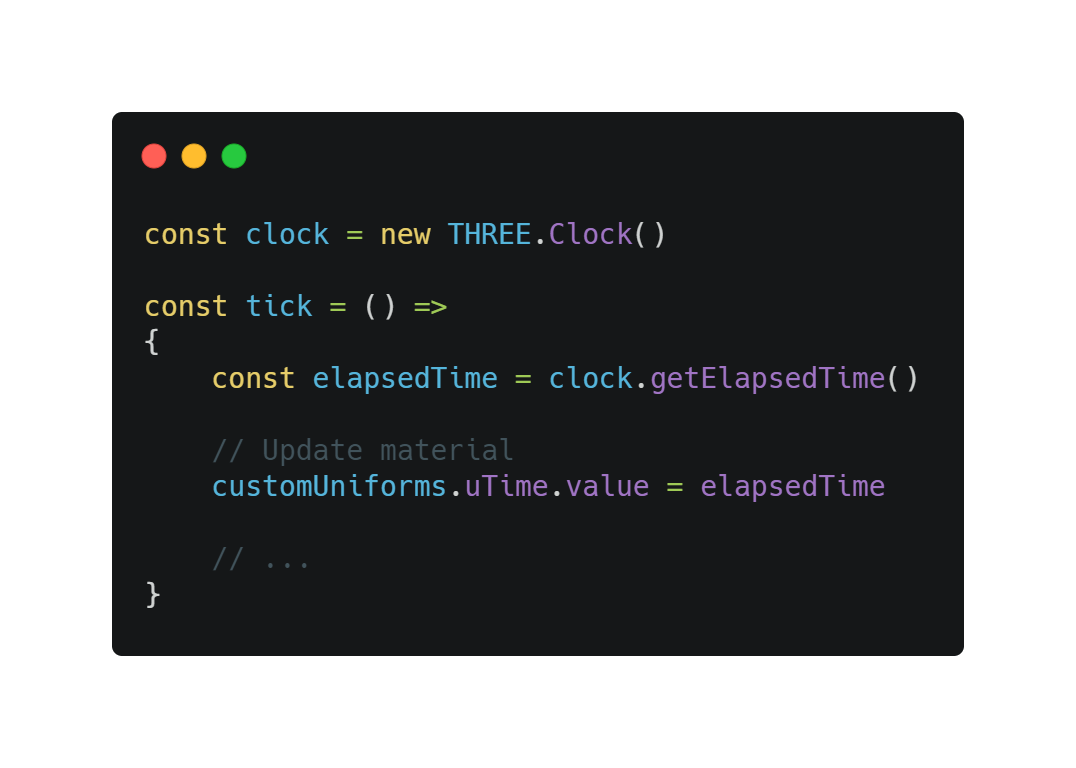 const clock = new THREE.Clock()
const tick = () =>
{
    const elapsedTime = clock.getElapsedTime()
    // Update material
    customUniforms.uTime.value = elapsedTime
    // ...
}